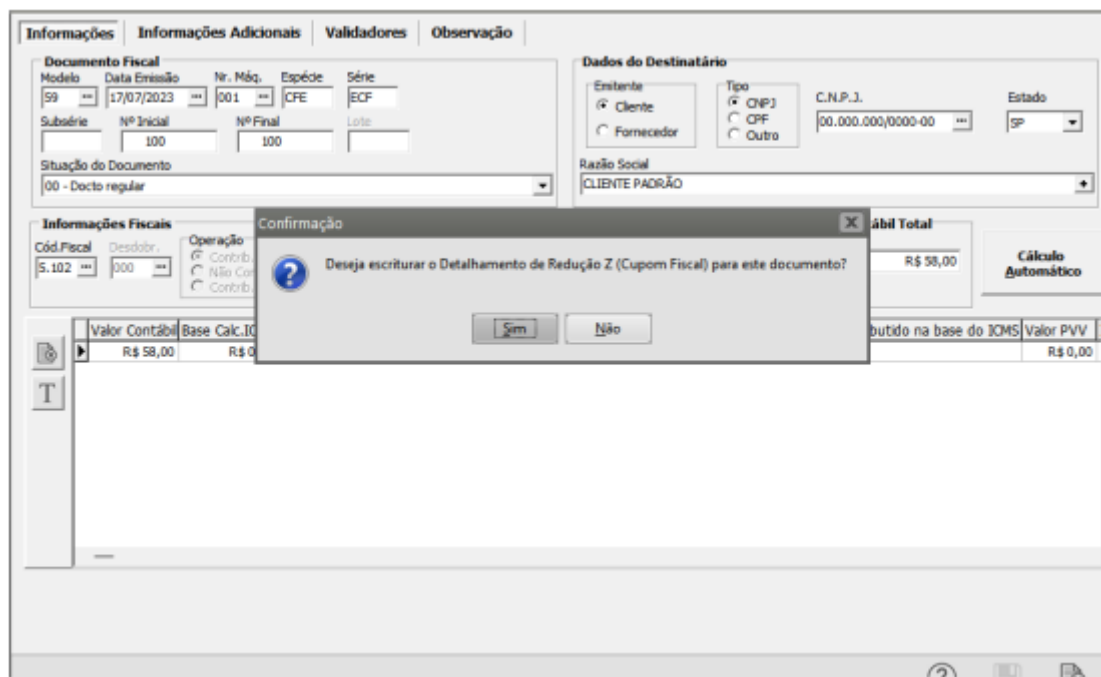 Informações Informações Adicionais Validadores Observação
Documento Fiscal
Modelo Data Emissão Nr. Máq. Espécie Série
59 17/07/2023 001 CFE ECF
Subsérie Nº Inicial Nº Final Lote
100 100
Situação do Documento
00 - Docto regular
Dados do Destinatário
Emitente Tipo
Cliente CNPJ C.N.P.J. Estado
Fornecedor CPF 00.000.000/0000-00 SP
Outro
Razão Social
CLIENTE PADRÃO
Informações Fiscais
Cód.Fiscal Desdobr. Operação
5.102 000 Contrib.
Não Con
Contrib.
Confirmação X
Deseja escriturar o Detalhamento de Redução Z (Cupom Fiscal) para este documento?
Sim Não
ábil Total
R$ 58,00
Cálculo
Automático
Valor Contábil Base Calc.IC butido na base do ICMS Valor PVV
R$ 58,00 R$ 0 R$ 0,00
T